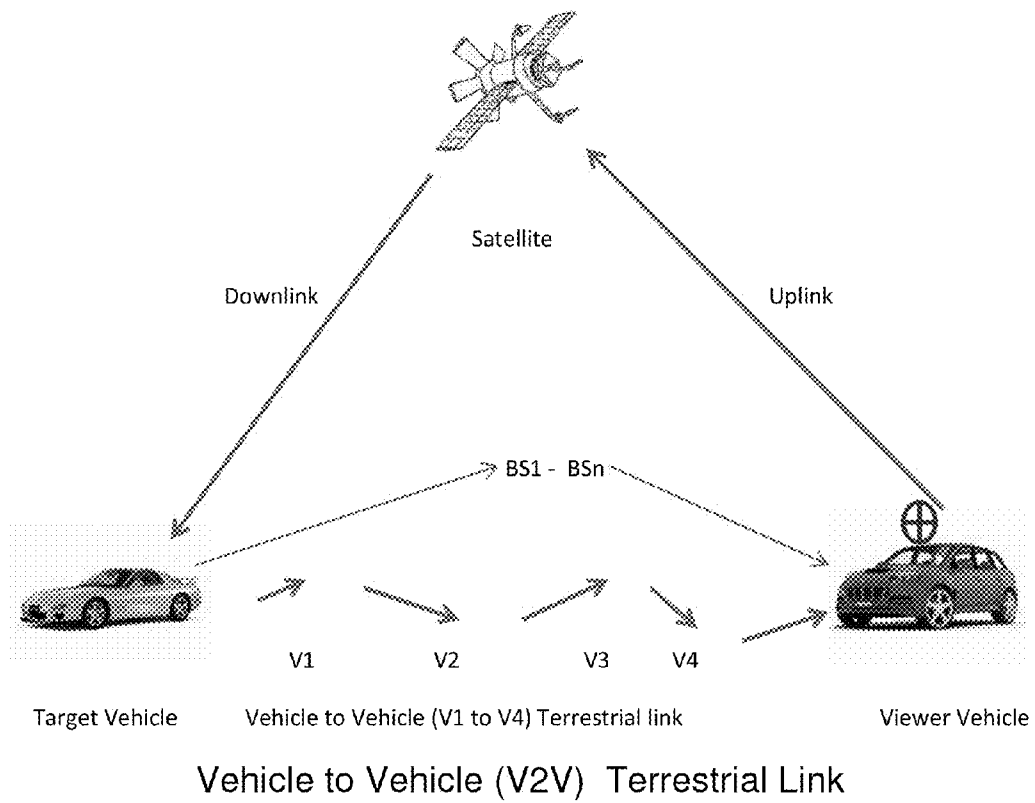 Satellite
Downlink
Uplink
BS1 - BSn
V1 V2 V3 V4
Target Vehicle Vehicle to Vehicle (V1 to V4) Terrestrial link Viewer Vehicle
Vehicle to Vehicle (V2V) Terrestrial Link